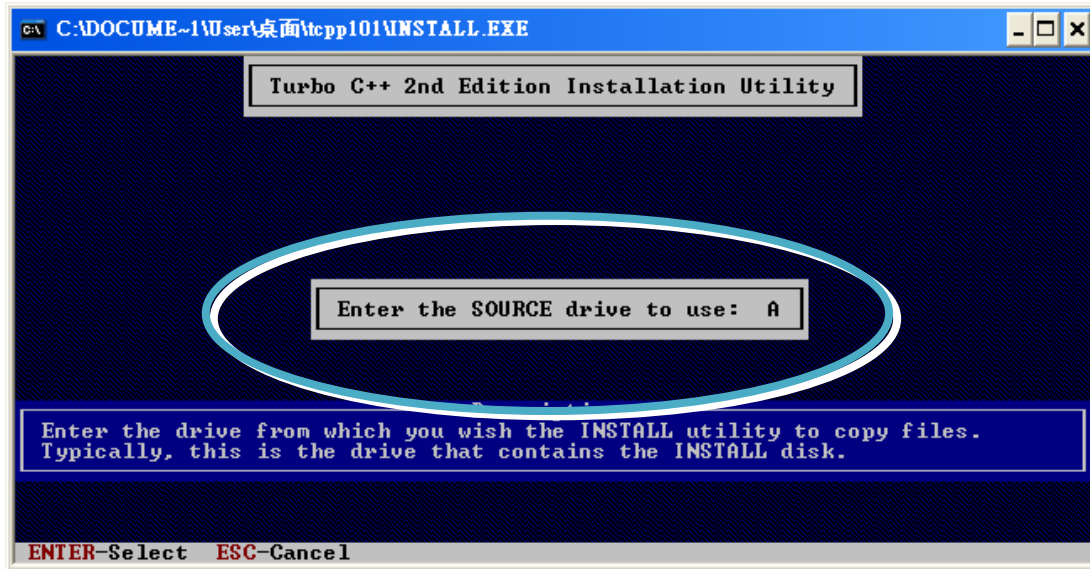 C:\DOCUME~1\User\桌面\tcpp101\INSTALL.EXE
Turbo C++ 2nd Edition Installation Utility
Enter the SOURCE drive to use: A
Enter the drive from which you wish the INSTALL utility to copy files.
Typically, this is the drive that contains the INSTALL disk.
ENTER-Select ESC-Cancel